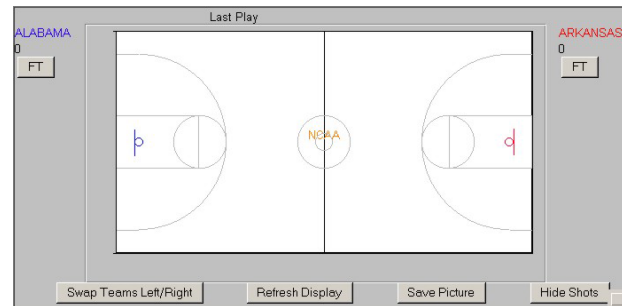 Last Play
ALABAMA
0
FT
ARKANSAS
0
FT
NCAA
Swap Teams Left/Right
Refresh Display
Save Picture
Hide Shots